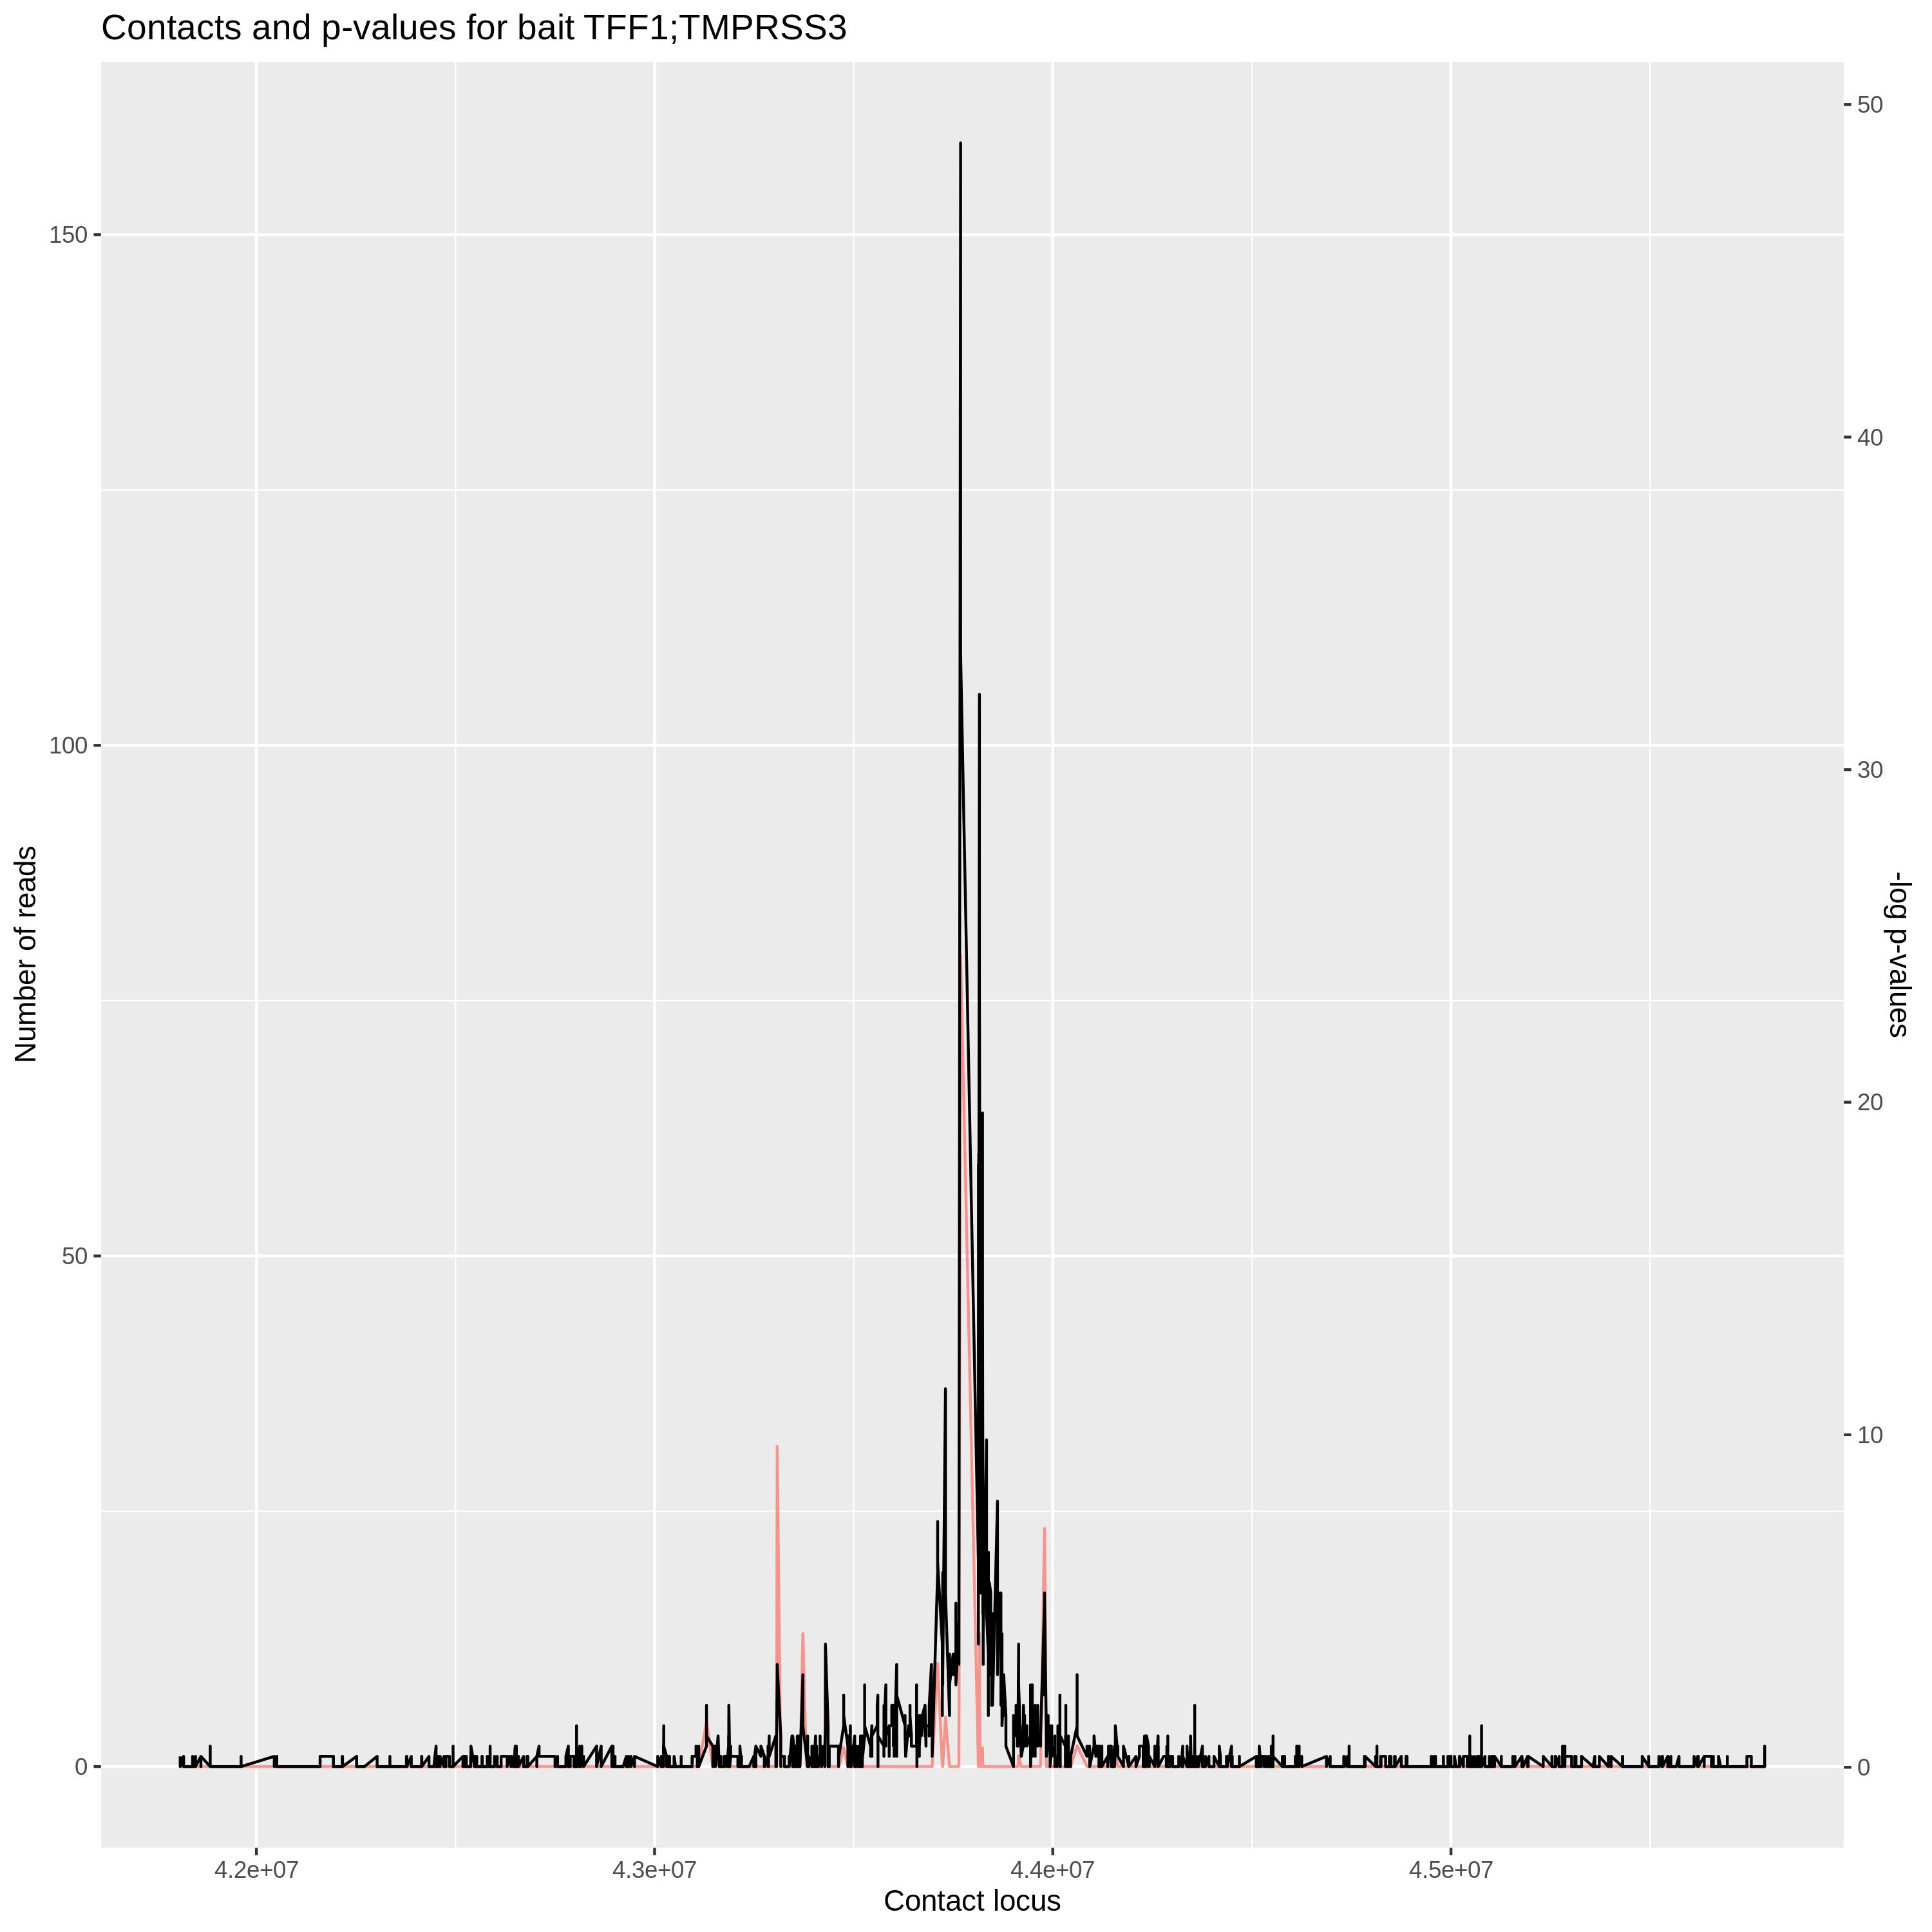 Contacts and p-values for bait TFF1;TMPRSS3
Number of reads
150
100
50
0
50
40
30
20
10
0
-log p-values
4.2e+07 4.3e+07 4.4e+07 4.5e+07
Contact locus